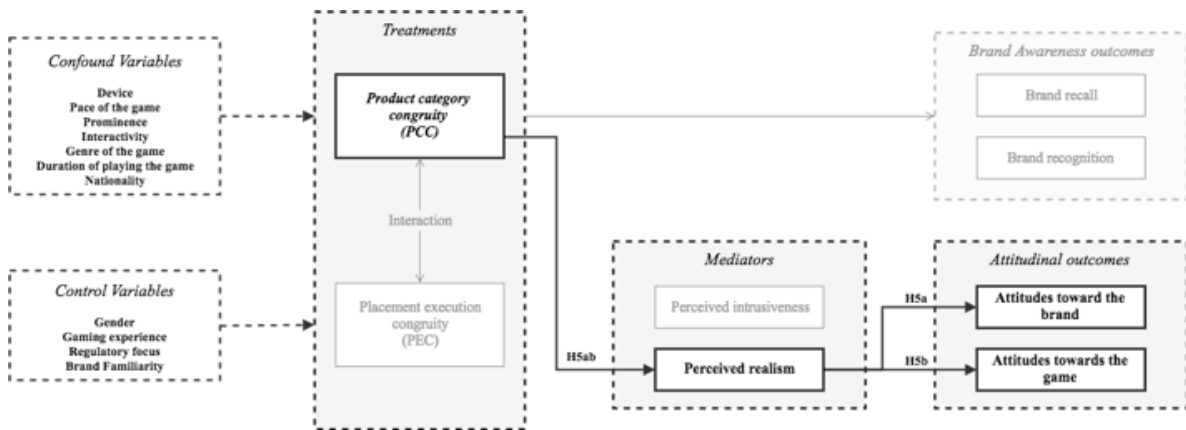 Confound Variables
Device
Pace of the game
Prominence
Interactivity
Genre of the game
Duration of playing the game
Nationality
Control Variables
Gender
Gaming experience
Regulatory focus
Brand Familiarity
Treatments
Product category
congruity
(PCC)
Interaction
Placement execution
congruity
(PEC)
H5ab
Mediators
Perceived intrusiveness
Perceived realism
H5a
H5b
Brand Awareness outcomes
Brand recall
Brand recognition
Attitudinal outcomes
Attitudes toward the
brand
Attitudes towards the
game